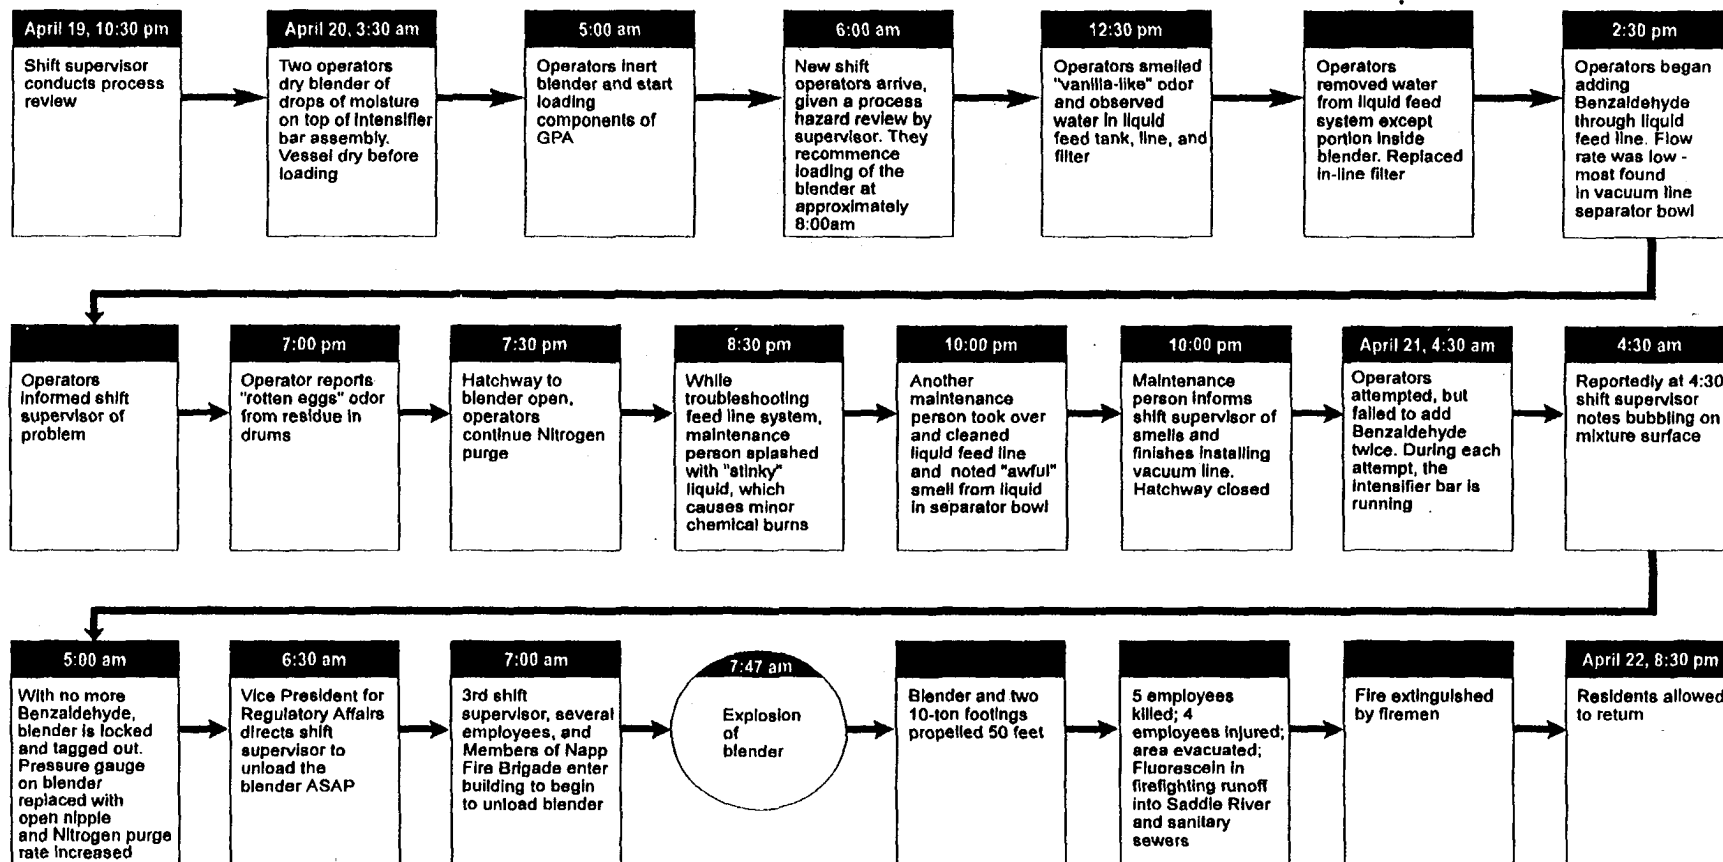 April 19, 10:30 pm
Shift supervisor
conducts process
review
April 20, 3:30 am
Two operators
dry blender of
drops of moisture
on top of intensifier
bar assembly.
Vessel dry before
loading
5:00 am
Operators inert
blender and start
loading
components of
GPA
6:00 am
New shift
operators arrive,
given a process
hazard review by
supervisor. They
recommence
loading of the
blender at
approximately
8:00am
12:30 pm
Operators smelled
"vanilla-like" odor
and observed
water in liquid
feed tank, line, and
filter
Operators
removed water
from liquid feed
system except
portion inside
blender. Replaced
in-line filter
2:30 pm
Operators began
adding
Benzaldehyde
through liquid
feed line. Flow
rate was low -
most found
in vacuum line
separator bowl
Operators
informed shift
supervisor of
problem
7:00 pm
Operator reports
"rotten eggs" odor
from residue in
drums
7:30 pm
Hatchway to
blender open,
operators
continue Nitrogen
purge
8:30 pm
While
troubleshooting
feed line system,
maintenance
person splashed
with "stinky"
liquid, which
causes minor
chemical burns
10:00 pm
Another
maintenance
person took over
and cleaned
liquid feed line
and noted "awful"
smell from liquid
in separator bowl
10:00 pm
Maintenance
person informs
shift supervisor of
smells and
finishes installing
vacuum line.
Hatchway closed
April 21, 4:30 am
Operators
attempted, but
failed to add
Benzaldehyde
twice. During each
attempt, the
intensifier bar is
running
4:30 am
Reportedly at 4:30
shift supervisor
notes bubbling on
mixture surface
5:00 am
With no more
Benzaldehyde,
blender is locked
and tagged out.
Pressure gauge
on blender
replaced with
open nipple
and Nitrogen purge
rate increased
6:30 am
Vice President for
Regulatory Affairs
directs shift
supervisor to
unload the
blender ASAP
7:00 am
3rd shift
supervisor, several
employees, and
Members of Napp
Fire Brigade enter
building to begin
to unload blender
7:47 am
Explosion
of
blender
Blender and two
10-ton footings
propelled 50 feet
5 employees
killed; 4
employees injured;
area evacuated;
Fluorescein in
firefighting runoff
into Saddle River
and sanitary
sewers
Fire extinguished
by firemen
April 22, 8:30 pm
Residents allowed
to return